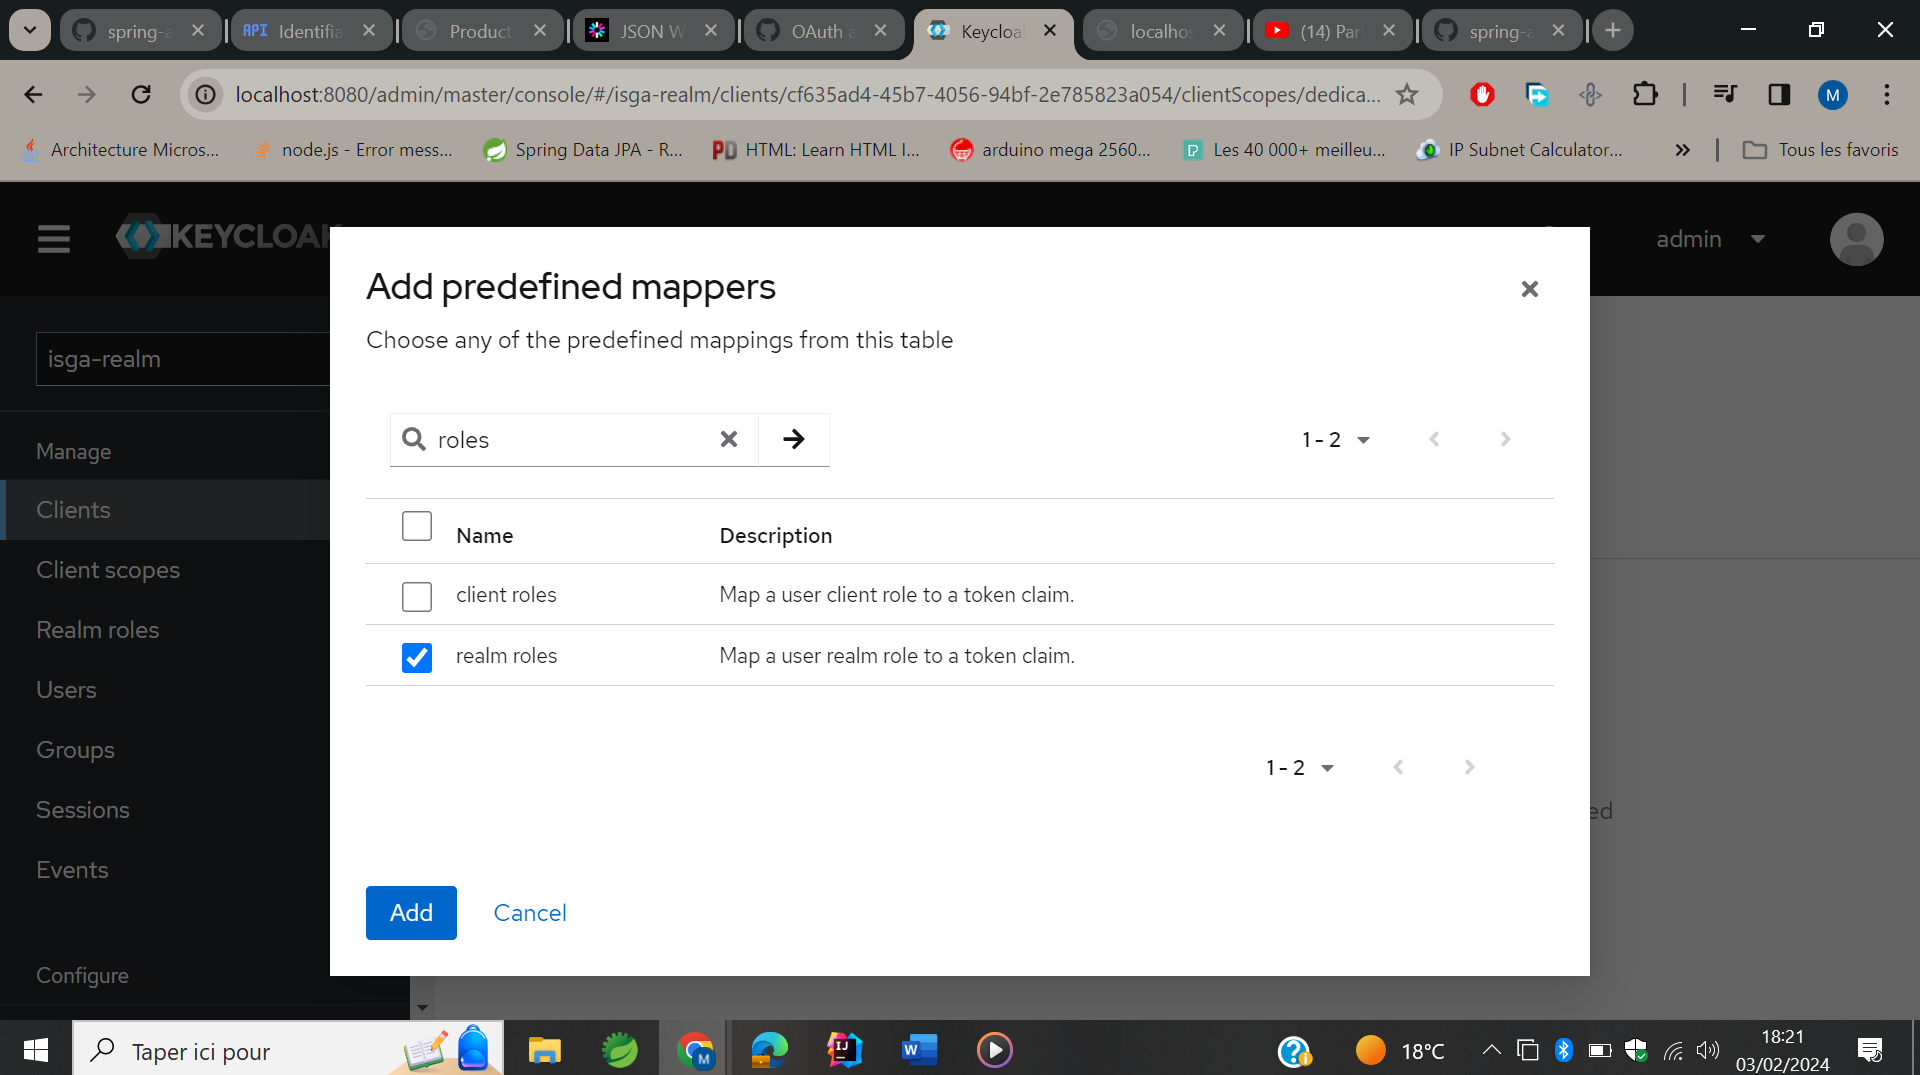 spring-a
API Identifia
Product
JSON W
OAuth a
Keycloa
localhos
(14) Par
spring-a
localhost:8080/admin/master/console/#/isga-realm/clients/cf635ad4-45b7-4056-94bf-2e785823a054/clientScopes/dedica...
M
Architecture Micros...
node.js - Error mess...
Spring Data JPA - R...
HTML: Learn HTML I...
arduino mega 2560...
Les 40 000+ meilleu...
IP Subnet Calculator...
Tous les favoris
KEYCLOAK
admin
isga-realm
Manage
Clients
Client scopes
Realm roles
Users
Groups
Sessions
Events
Configure
Add predefined mappers
Choose any of the predefined mappings from this table
roles
1 - 2
Name Description
client roles Map a user client role to a token claim.
realm roles Map a user realm role to a token claim.
1 - 2
ed
Add Cancel
Taper ici pour
18°C
18:21
03/02/2024